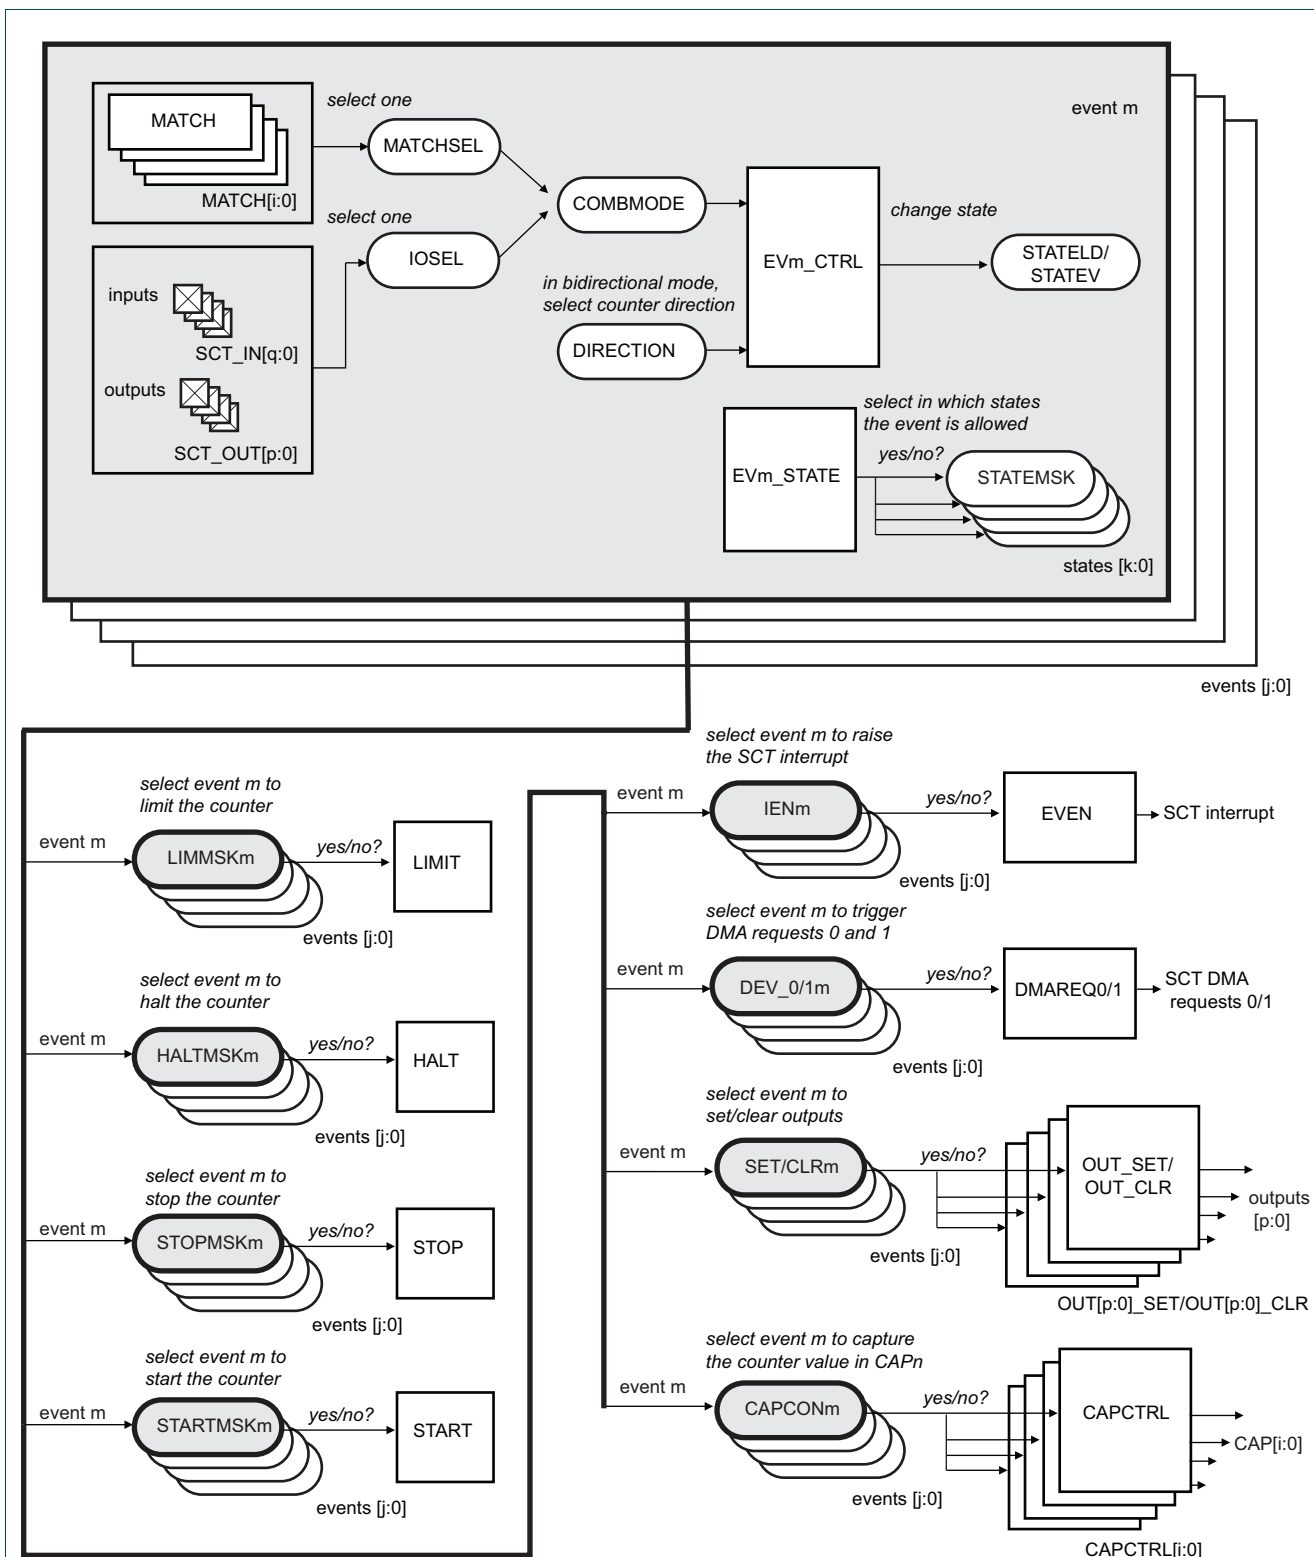 event m
select one
MATCH
MATCHSEL
MATCH[i:0]
select one
COMBMODE
change state
IOSEL
EVm_CTRL
STATELD/
STATEV
in bidirectional mode,
select counter direction
inputs
SCT_IN[q:0]
DIRECTION
outputs
SCT_OUT[p:0]
select in which states
the event is allowed
yes/no?
EVm_STATE
STATEMSK
states [k:0]
events [j:0]
select event m to limit the counter
event m
LIMMSKm
yes/no?
LIMIT
events [j:0]
select event m to
halt the counter
event m
HALTMSKm
yes/no?
HALT
events [j:0]
select event m to
stop the counter
event m
STOPMSKm
yes/no?
STOP
events [j:0]
select event m to
start the counter
event m
STARTMSKm
yes/no?
START
events [j:0]
select event m to raise
the SCT interrupt
event m
IENm
yes/no?
EVEN
SCT interrupt
events [j:0]
select event m to trigger
DMA requests 0 and 1
event m
DEV_0/1m
yes/no?
DMAREQ0/1
SCT DMA
requests 0/1
events [j:0]
select event m to
set/clear outputs
event m
SET/CLRm
yes/no?
OUT_SET/
OUT_CLR
outputs
[p:0]
events [j:0]
OUT[p:0]_SET/OUT[p:0]_CLR
select event m to capture
the counter value in CAPn
event m
CAPCONm
yes/no?
CAPCTRL
CAP[i:0]
events [j:0]
CAPCTRL[i:0]